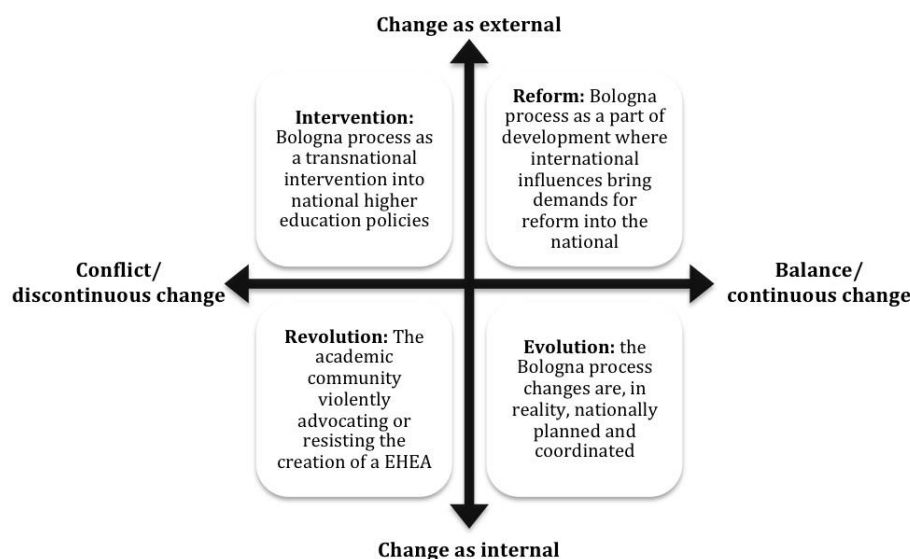 Change as external
Intervention:
Bologna process as
a transnational
intervention into
national higher
education policies
Reform: Bologna
process as a part of
development where
international
influences bring
demands for
reform into the
national
Conflict/
discontinuous change
Balance/
continuous change
Revolution: The
academic
community
violently
advocating or
resisting the
creation of a EHEA
Evolution: the
Bologna process
changes are, in
reality, nationally
planned and
coordinated
Change as internal